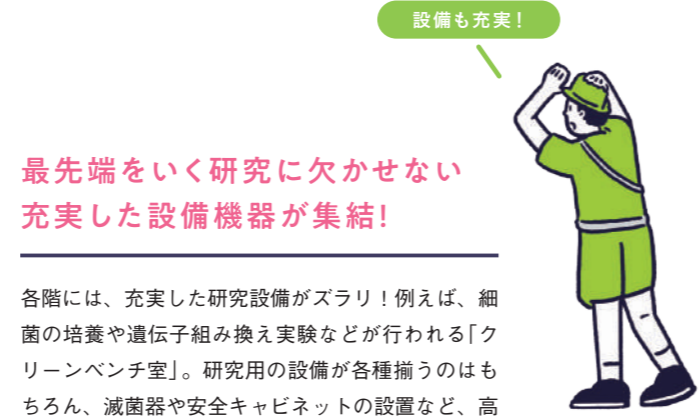 設備も充実！
最先端をいく研究に欠かせない
充実した設備機器が集結！
各階には、充実した研究設備がズラリ！例えば、細
菌の培養や遺伝子組み換え実験などが行われる「ク
リーンベンチ室」。研究用の設備が各種揃うのはも
ちろん、滅菌器や安全キャビネットの設置など、高